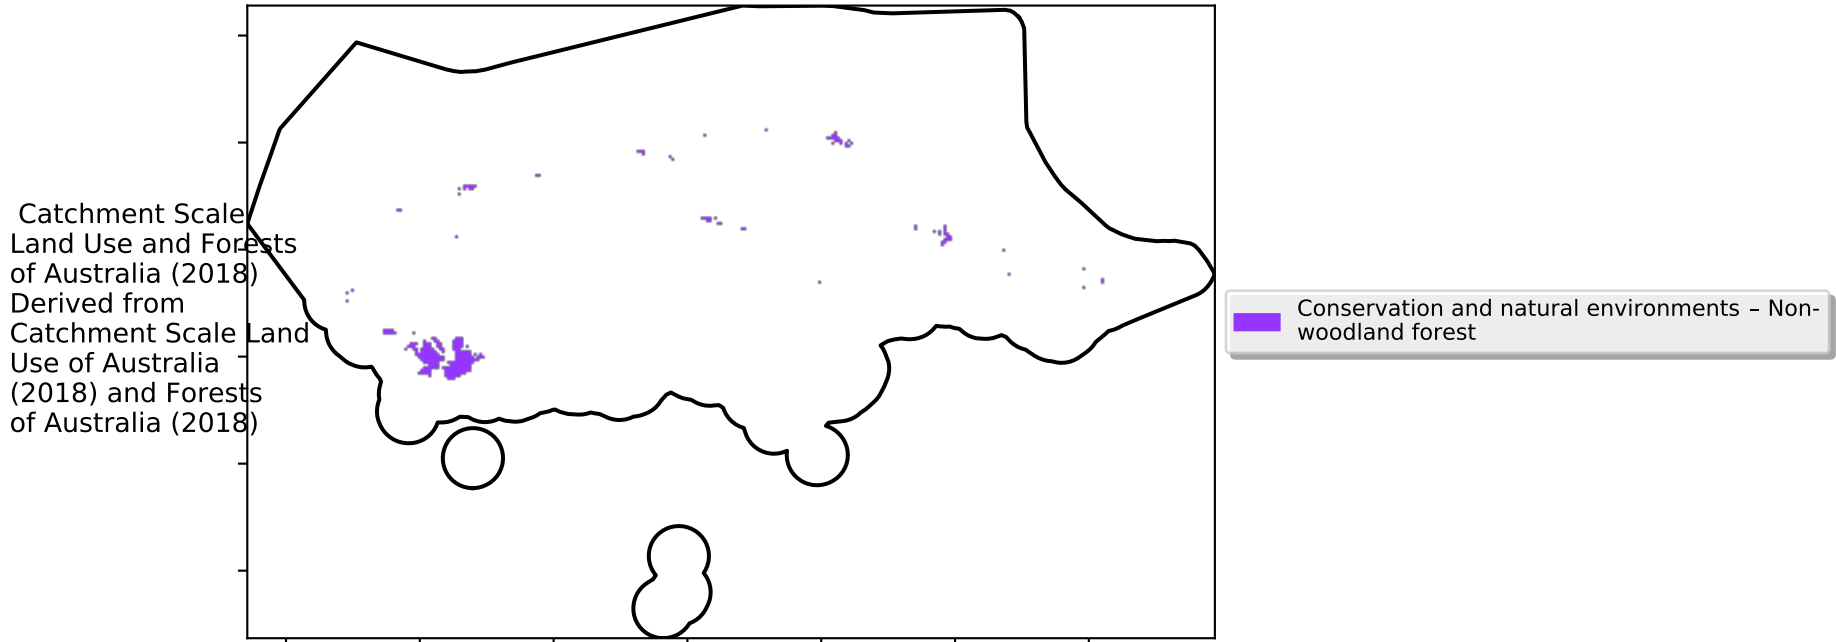 Catchment Scale
Land Use and Forests
of Australia (2018)
Derived from
Catchment Scale Land
Use of Australia
(2018) and Forests
of Australia (2018)
Conservation and natural environments – Non-
woodland forest